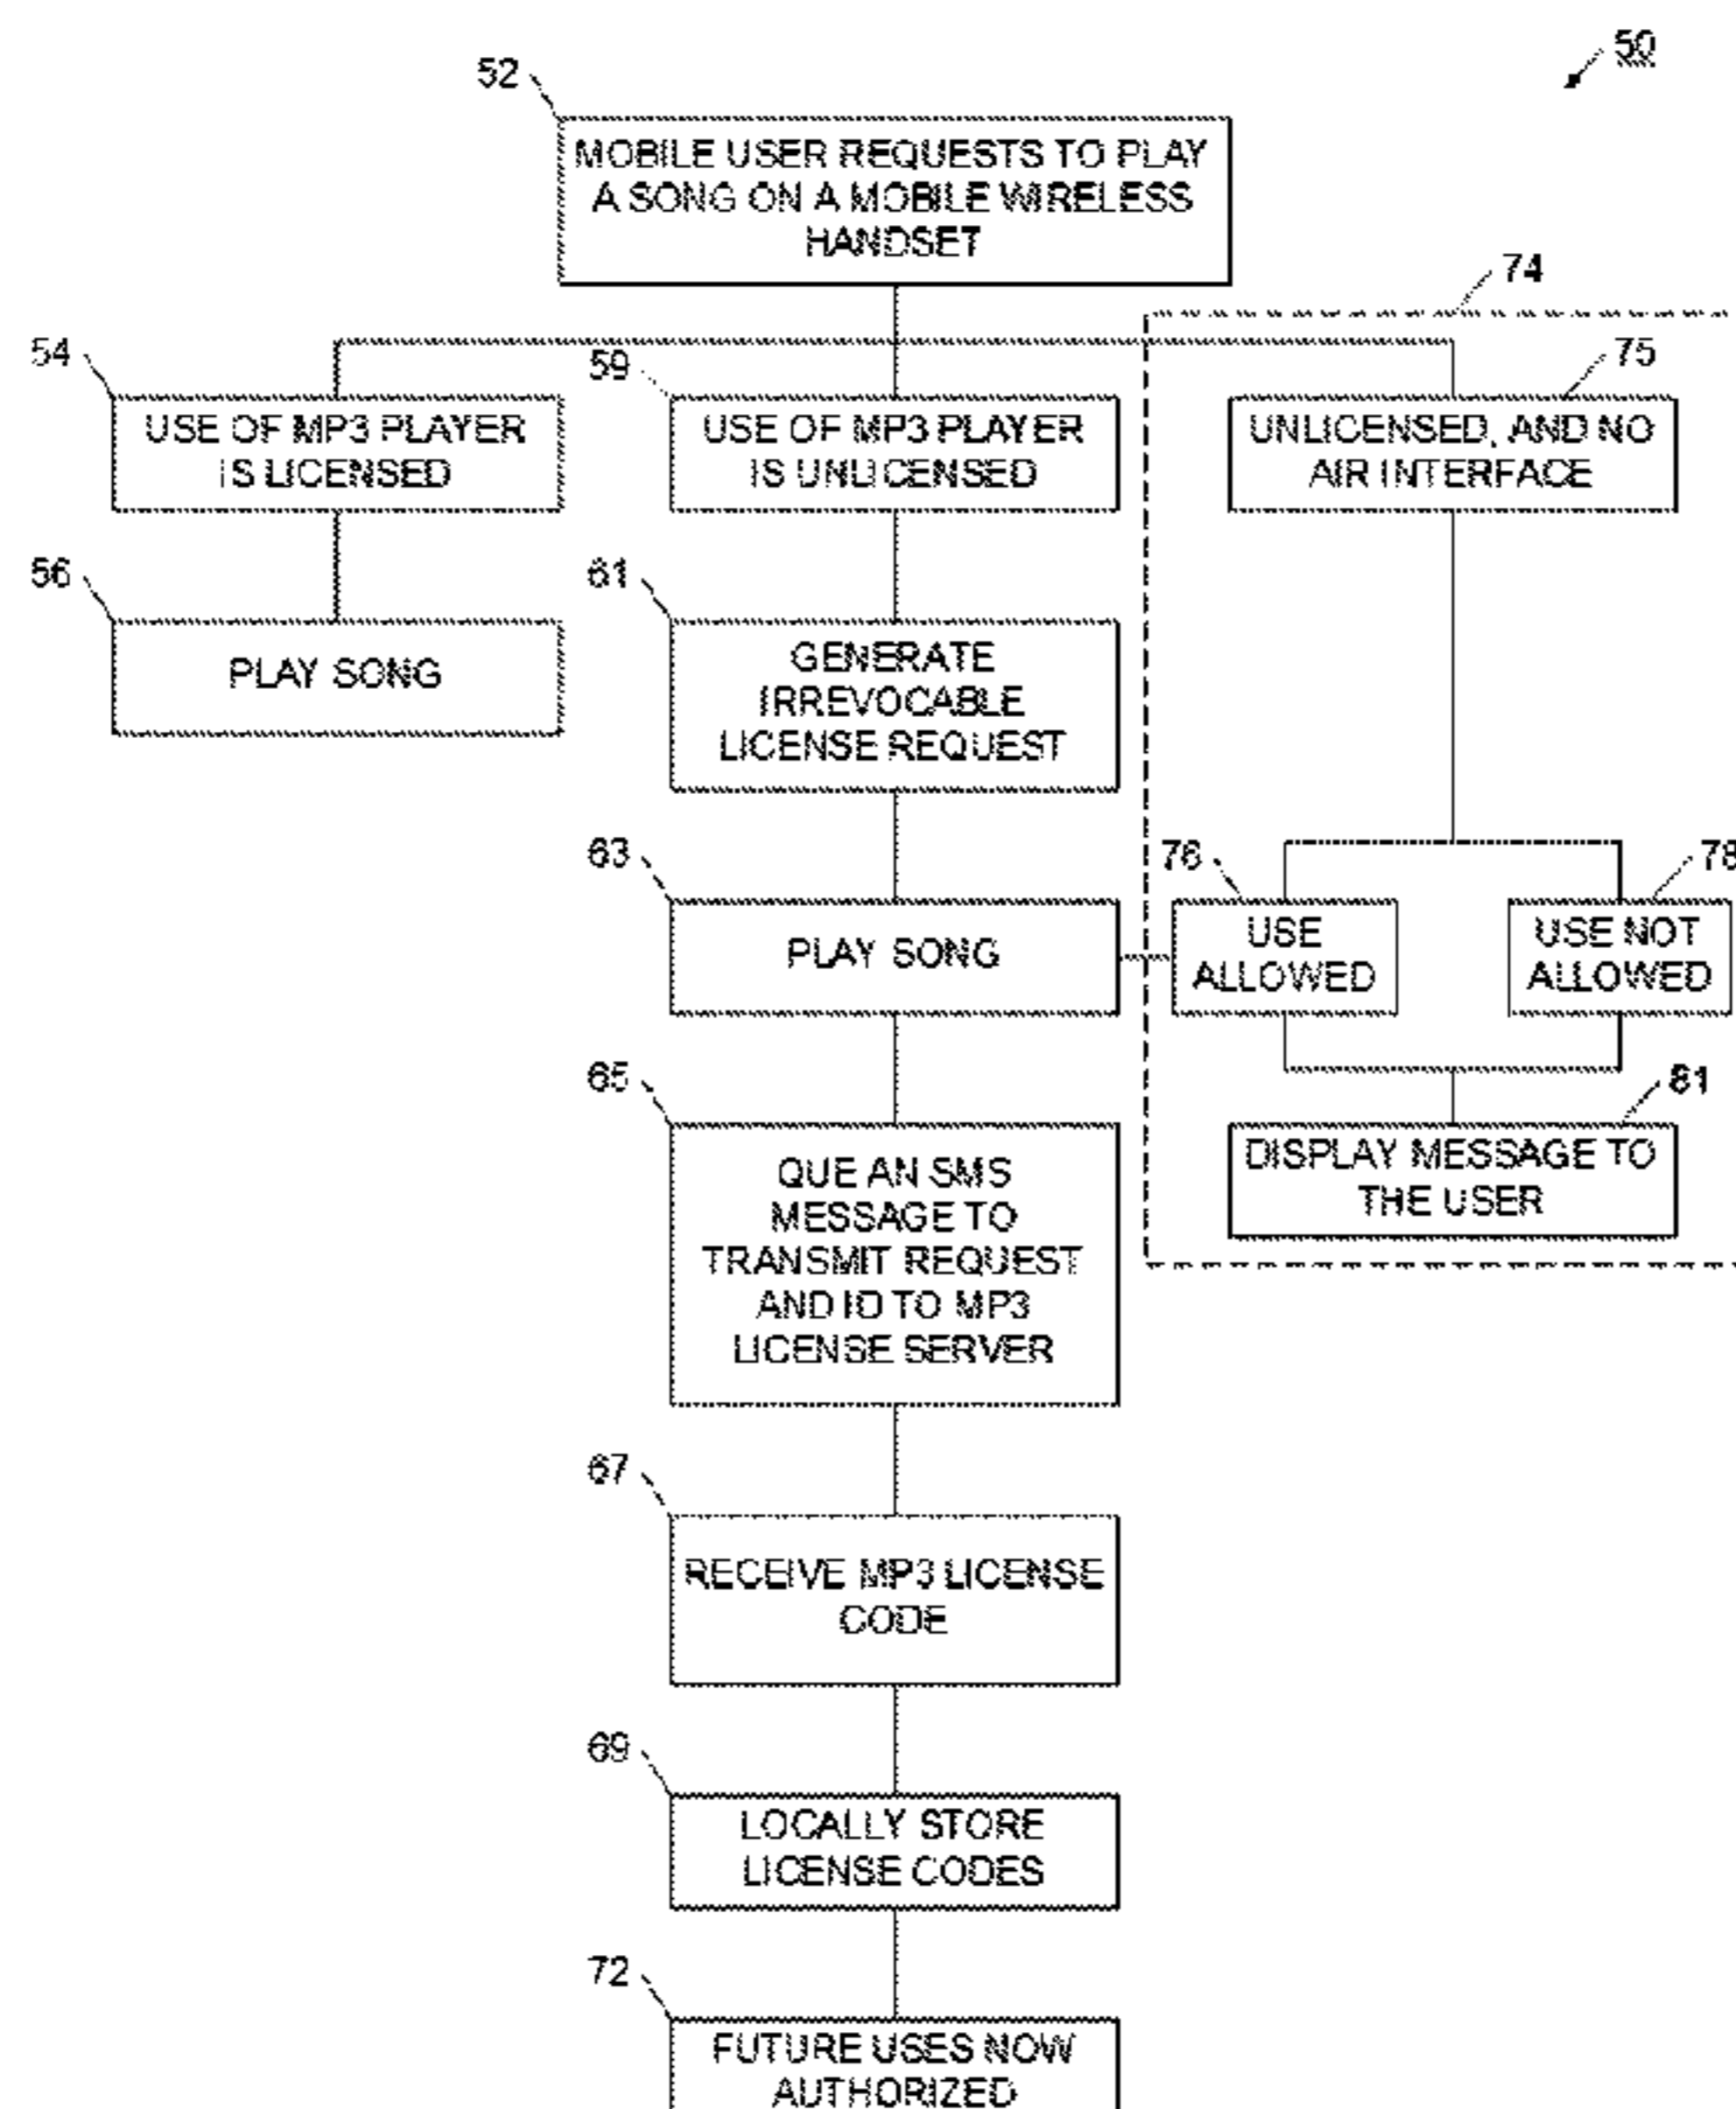 50
52
MOBILE USER REQUESTS TO PLAY
A SONG ON A MOBILE WIRELESS
HANDSET
74
54
USE OF MP3 PLAYER
IS LICENSED
59
USE OF MP3 PLAYER
IS UNLICENSED
75
UNLICENSED, AND NO
AIR INTERFACE
56
PLAY SONG
61
GENERATE
IRREVOCABLE
LICENSE REQUEST
63
PLAY SONG
76
USE
ALLOWED
78
USE NOT
ALLOWED
65
QUE AN SMS
MESSAGE TO
TRANSMIT REQUEST
AND ID TO MP3
LICENSE SERVER
81
DISPLAY MESSAGE TO
THE USER
67
RECEIVE MP3 LICENSE
CODE
69
LOCALLY STORE
LICENSE CODES
72
FUTURE USES NOW
AUTHORIZED